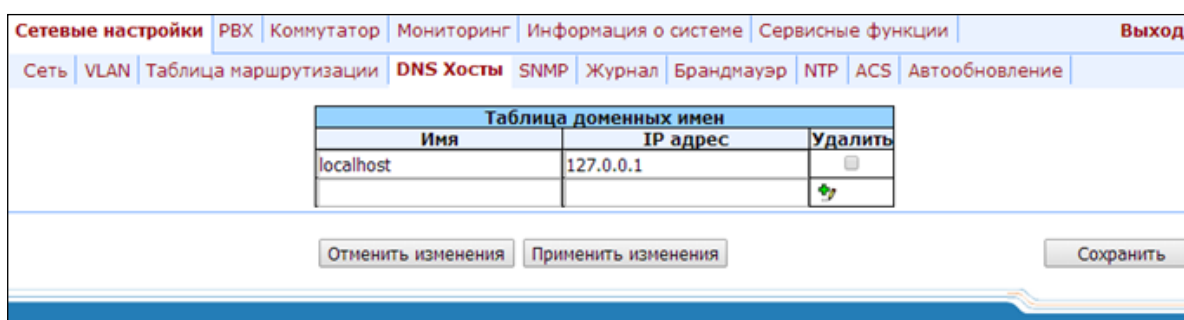 Сетевые настройки PBX Коммутатор Мониторинг Информация о системе Сервисные функции Выход
Сеть VLAN Таблица маршрутизации DNS Хосты SNMP Журнал Брандмауэр NTP ACS Автообновление
Таблица доменных имен
Имя IP адрес Удалить
localhost 127.0.0.1
Отменить изменения Применить изменения Сохранить